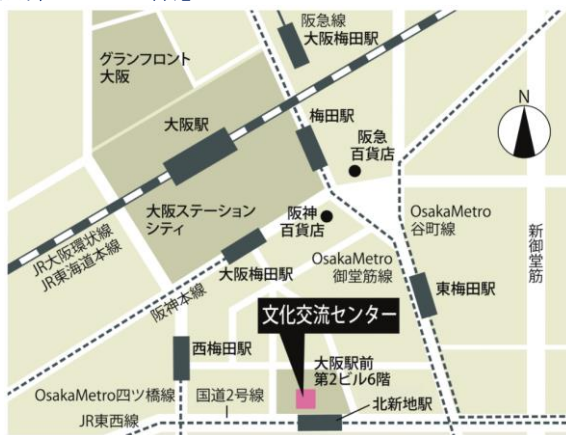 阪急線
大阪梅田駅
グランフロント
大阪
大阪駅
梅田駅
阪急
百貨店
N
大阪ステーション
シティ
阪神
百貨店
OsakaMetro
谷町線
新御堂筋
JR大阪環状線
JR東海道本線
大阪梅田駅
OsakaMetro
御堂筋線
阪神本線
東梅田駅
文化交流センター
西梅田駅
大阪駅前
第2ビル6階
OsakaMetro四ツ橋線
国道2号線
北新地駅
JR東西線